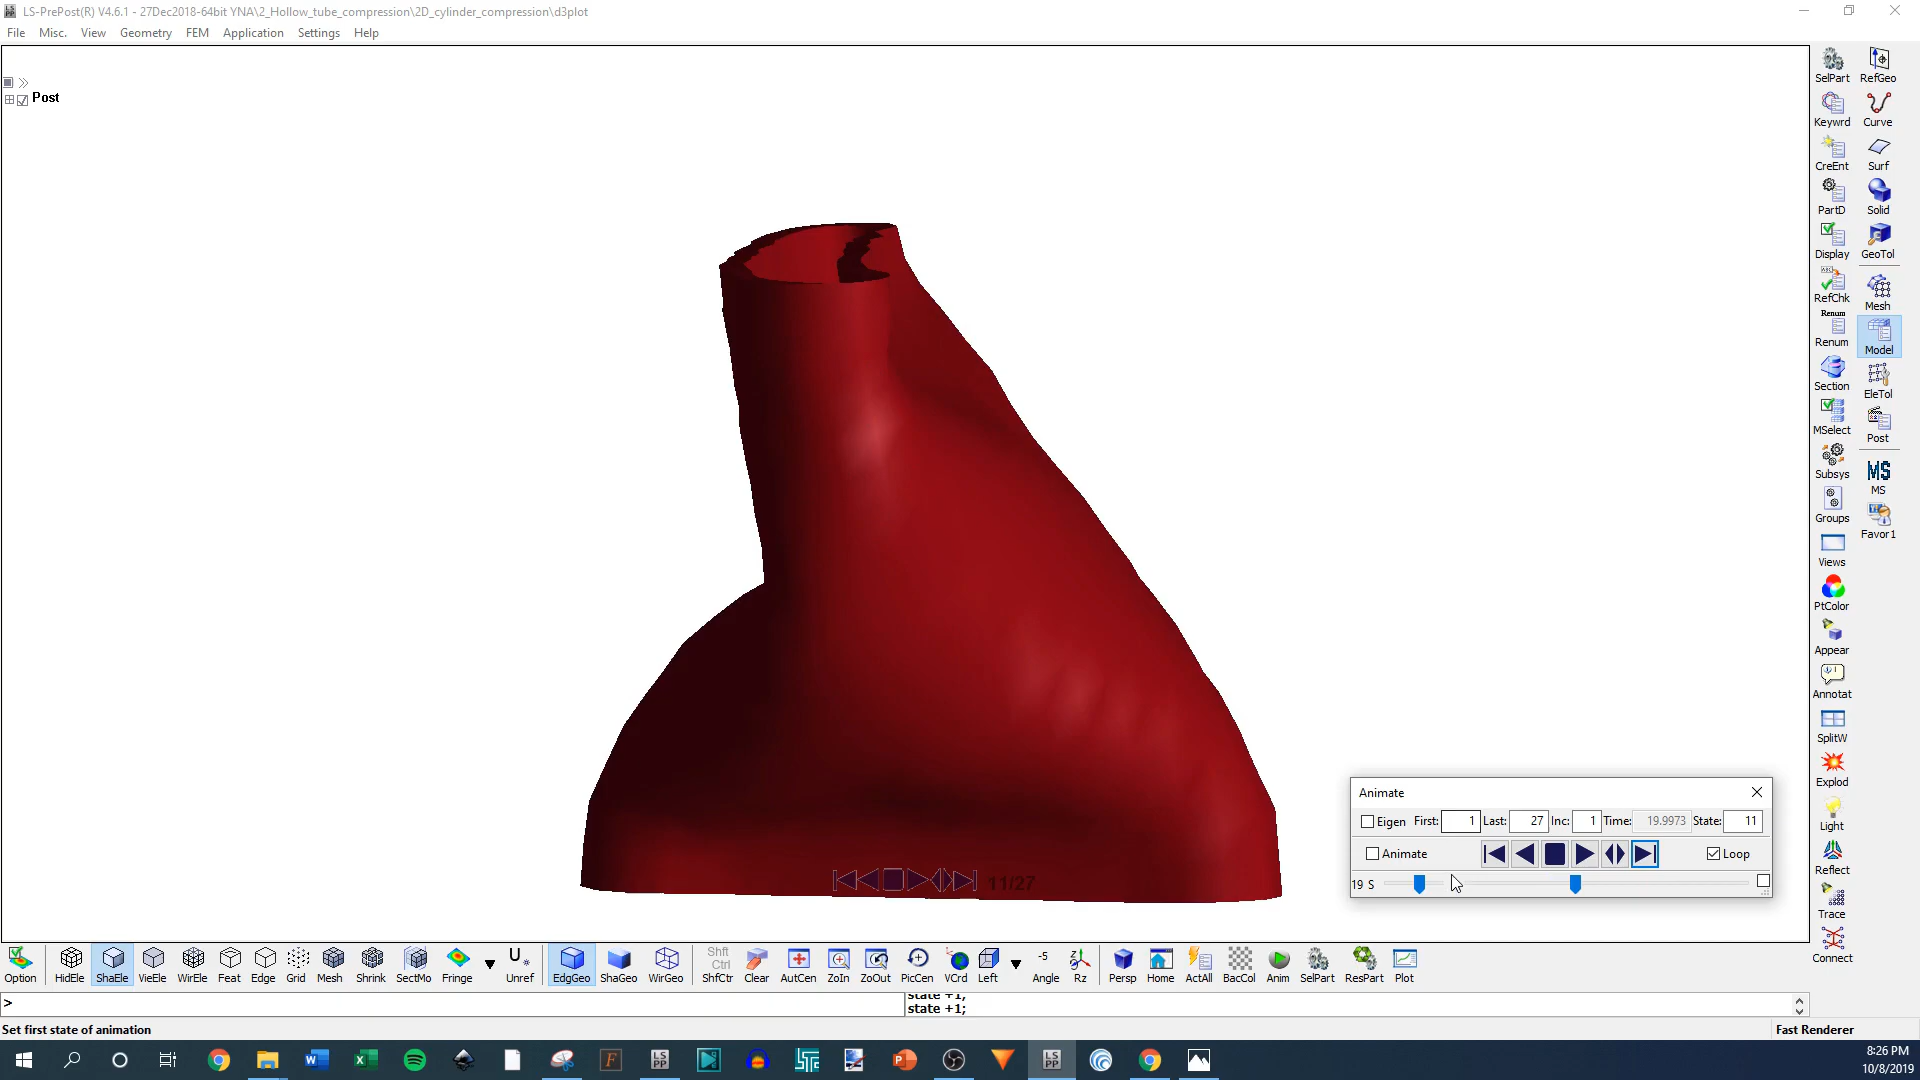 LS-PrePost(R) V4.6.1 - 27Dec2018-64bit YNA\2_Hollow_tube_compression\2D_cylinder_compression\d3plot
File Misc. View Geometry FEM Application Settings Help
Post
SelPart RefGeo
Keywrd Curve
CreEnt Surf
PartD Solid
Display GeoTol
RefChk Mesh
Renum
Renum Model
Section EleTol
MSelect Post
Subsys MS
MS
Groups Favor1
Views
PtColor
Appear
Annotat
SplitW
Explod
Light
Reflect
Trace
Connect
Animate
Eigen First: 1 Last: 27 Inc: 1 Time: 19.9973 State: 11
Animate Loop
19 S
11/27
Option HidEle ShaEle VieEle WirEle Feat Edge Grid Mesh Shrink SectMo Fringe Unref EdgGeo ShaGeo WirGeo Shft Ctrl ShfCtr Clear AutCen ZoIn ZoOut PicCen VCrd Left -5 Angle Rz Persp Home ActAll BacCol Anim SelPart ResPart Plot
>
state +1;
state +1;
Set first state of animation
Fast Renderer
8:26 PM
10/8/2019